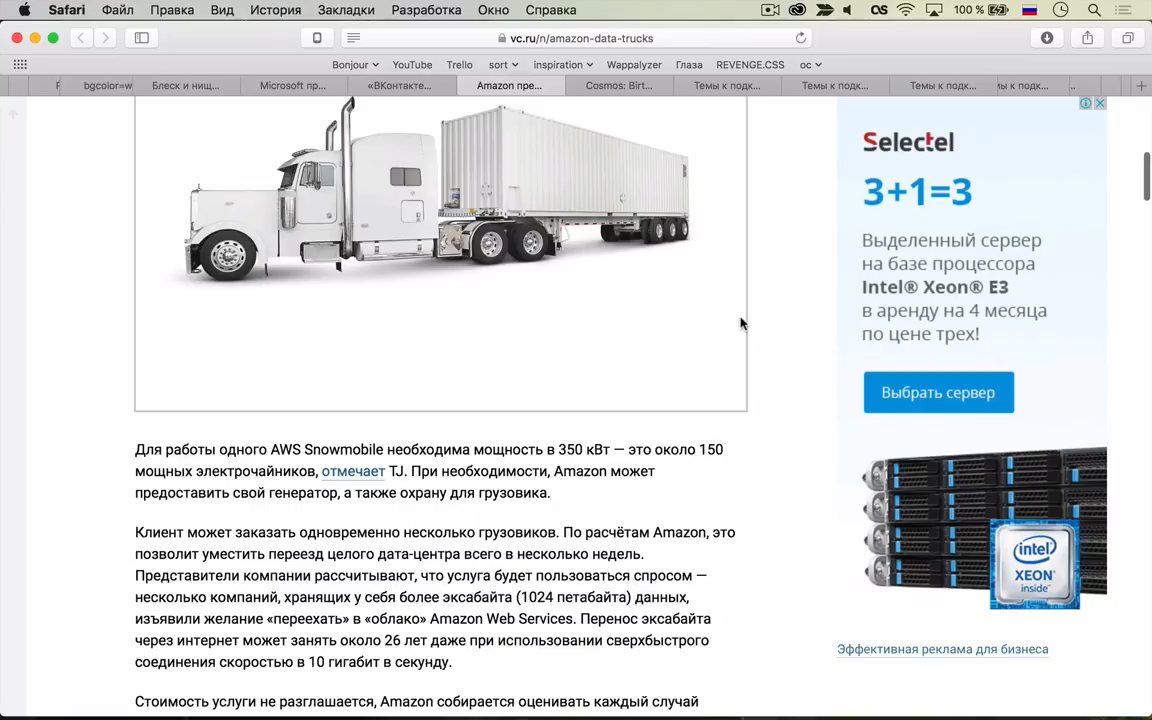 Safari Файл Правка Вид История Закладки Разработка Окно Справка 100 %
vc.ru/n/amazon-data-trucks
Bonjour YouTube Trello sort inspiration Wappalyzer Глаза REVENGE.CSS ос
bgcolor=w Блеск и нищ... Microsoft пр... «ВКонтакте... Amazon пре... Cosmos: Birt... Темы к подк... Темы к подк... Темы к подк... мы к подк...
Selectel
3+1=3
Выделенный сервер
на базе процессора
Intel® Xeon® E3
в аренду на 4 месяца
по цене трех!
Выбрать сервер
intel
XEON
inside
Эффективная реклама для бизнеса
Для работы одного AWS Snowmobile необходима мощность в 350 кВт — это около 150
мощных электрочайников, отмечает TJ. При необходимости, Amazon может
предоставить свой генератор, а также охрану для грузовика.
Клиент может заказать одновременно несколько грузовиков. По расчётам Amazon, это
позволит уместить переезд целого дата-центра всего в несколько недель.
Представители компании рассчитывают, что услуга будет пользоваться спросом —
несколько компаний, хранящих у себя более эксабайта (1024 петабайта) данных,
изъявили желание «переехать» в «облако» Amazon Web Services. Перенос эксабайта
через интернет может занять около 26 лет даже при использовании сверхбыстрого
соединения скоростью в 10 гигабит в секунду.
Стоимость услуги не разглашается, Amazon собирается оценивать каждый случай